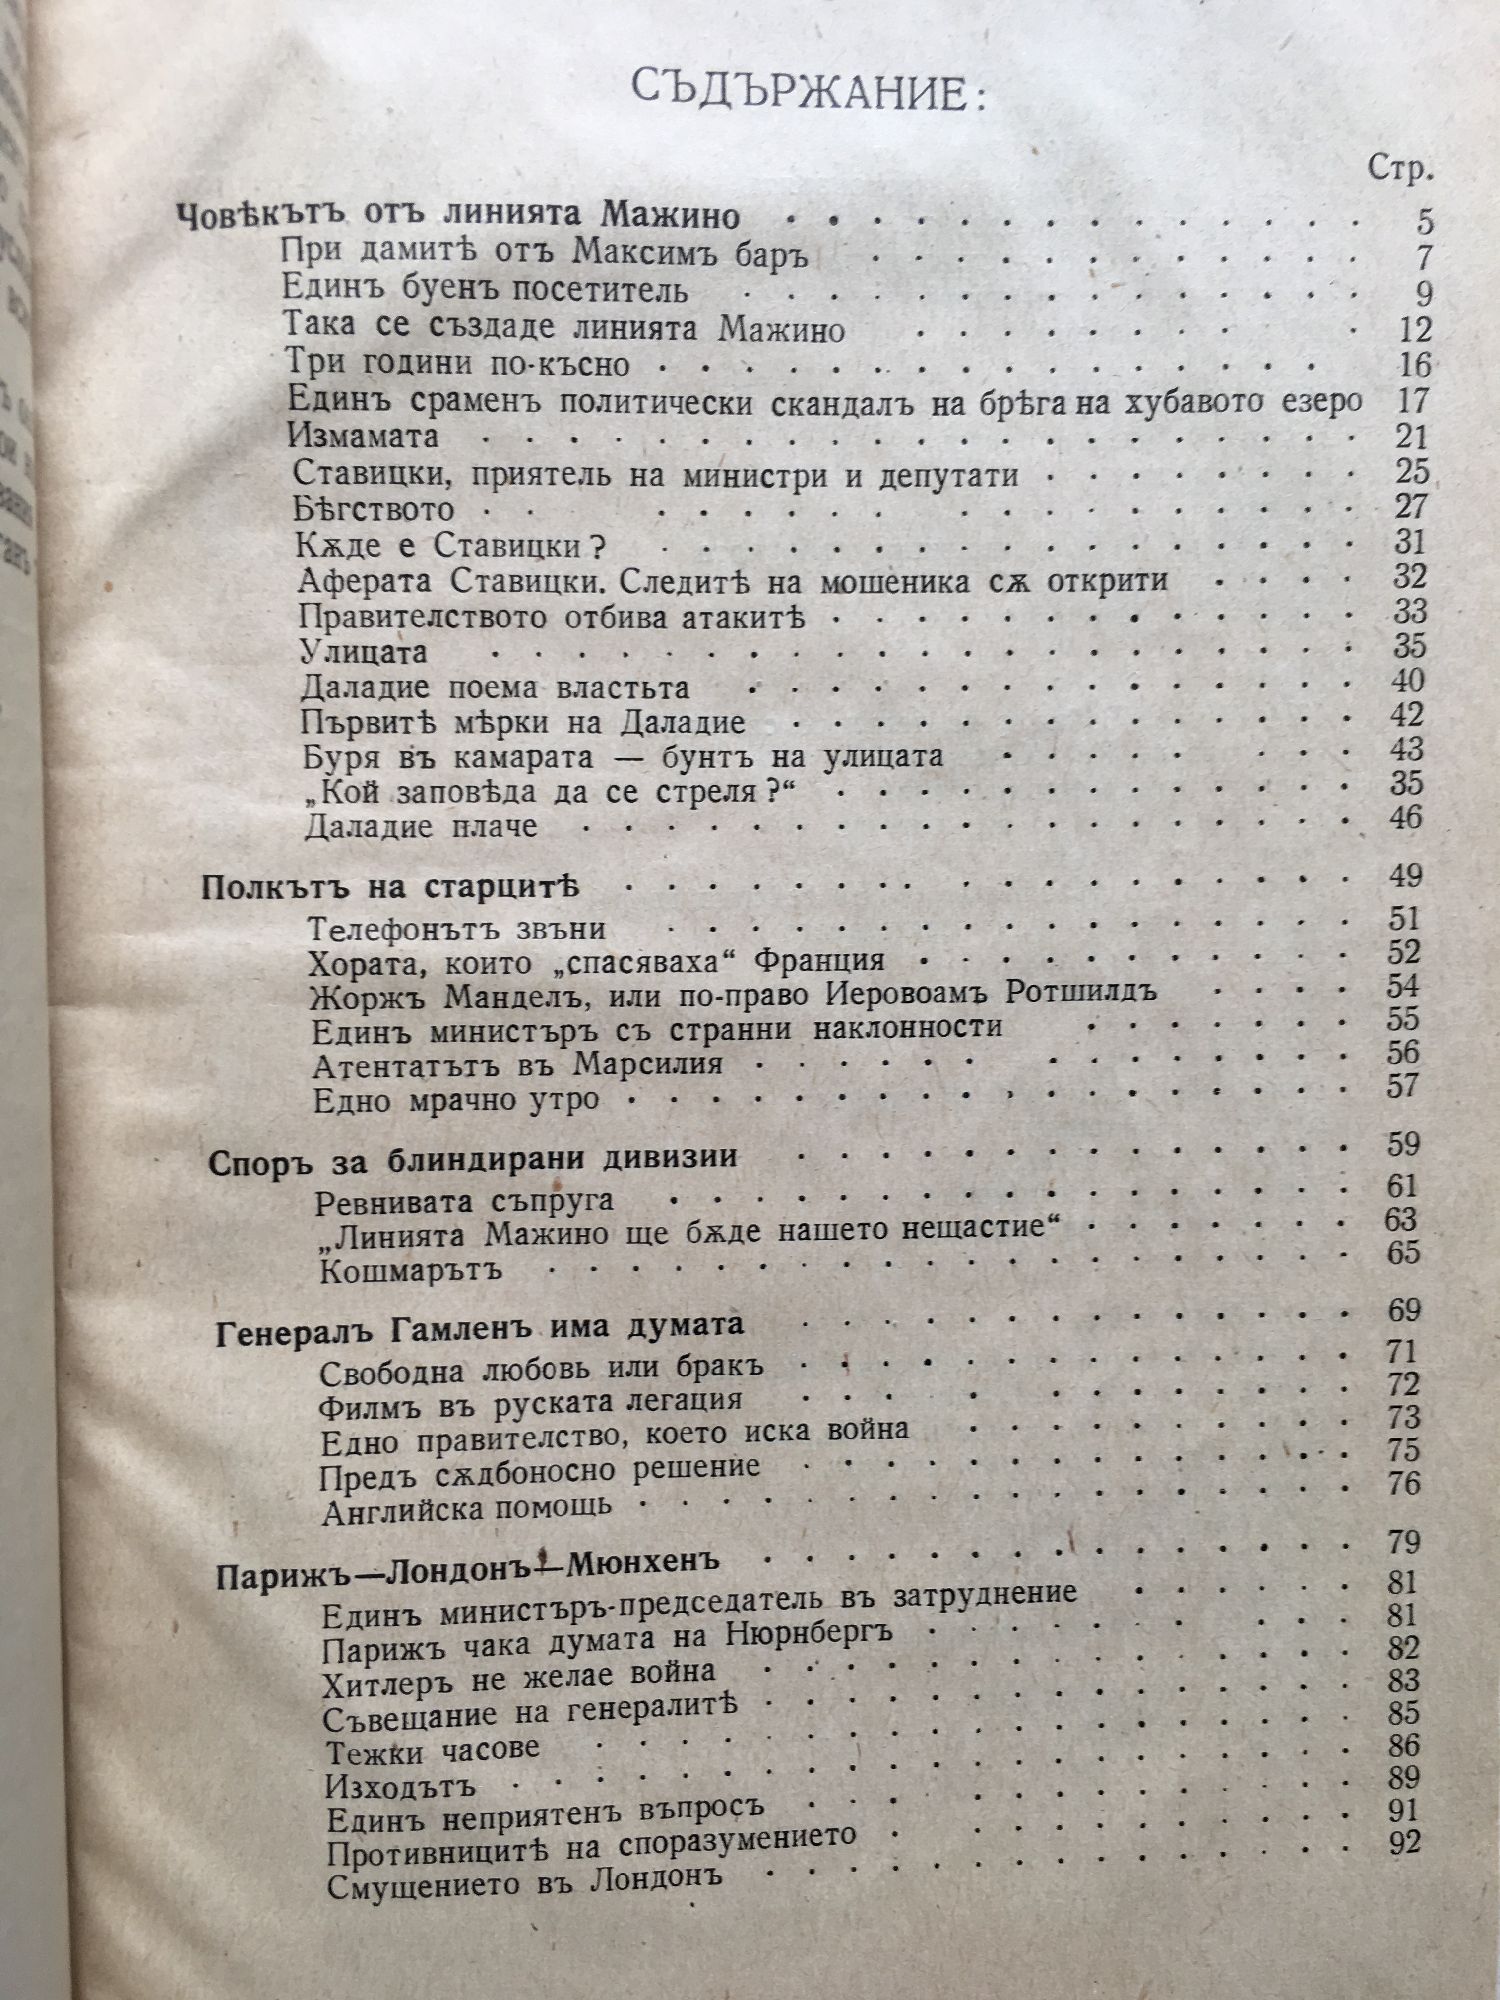 СЪДЪРЖАНИЕ:
Стр.
Човѣкътъ отъ линията Мажино . . . . . . . . . . . . . . 5
При дамитѣ отъ Максимъ баръ . . . . . . . . . . . . 7
Единъ буенъ посетитель . . . . . . . . . . . . . . . 9
Така се създаде линията Мажино . . . . . . . . . 12
Три години по-късно . . . . . . . . . . . . . . . . 16
Единъ сраменъ политически скандалъ на брѣга на хубавото езеро 17
Измамата . . . . . . . . . . . . . . . . . . . . . 21
Ставицки, приятель на министри и депутати . . . . . . . . 25
Бѣгството . . . . . . . . . . . . . . . . . . 27
Кѫде е Ставицки? . . . . . . . . . . . . . . . . . 31
Аферата Ставицки. Следитѣ на мошеника сѫ открити . . . . 32
Правителството отбива атакитѣ . . . . . . . . . . . . . 33
Улицата . . . . . . . . . . . . . . . . . . . . . 35
Даладие поема властьта . . . . . . . . . . . . . . . 40
Първитѣ мѣрки на Даладие . . . . . . . . . . . . . . 42
Буря въ камарата — бунтъ на улицата . . . . . . . . 43
„Кой заповѣда да се стреля?“ . . . . . . . . . . . . . 35
Даладие плаче . . . . . . . . . . . . . . . . . . . 46
Полкътъ на старцитѣ . . . . . . . . . . . . . . . . . 49
Телефонътъ звъни . . . . . . . . . . . . . . . . . 51
Хората, които „спасяваха“ Франция . . . . . . . . . . . 52
Жоржъ Манделъ, или по-право Иеровоамъ Ротшилдъ . . . . 54
Единъ министъръ съ странни наклонности . . . . . . . 55
Атентатътъ въ Марсилия . . . . . . . . . . . . . . 56
Едно мрачно утро . . . . . . . . . . . . . . . . . . 57
Споръ за блиндирани дивизии . . . . . . . . . . . . . . 59
Ревнивата съпруга . . . . . . . . . . . . . . . . . 61
„Линията Мажино ще бѫде нашето нещастие“ . . . . . . . 63
Кошмарътъ . . . . . . . . . . . . . . . . . . . . 65
Генералъ Гамленъ има думата . . . . . . . . . . . . . . 69
Свободна любовь или бракъ . . . . . . . . . . . . . . 71
Филмъ въ руската легация . . . . . . . . . . . . . 72
Едно правителство, което иска война . . . . . . . . . . 73
Предъ сѫдбоносно решение . . . . . . . . . . . . . . 75
Английска помощь . . . . . . . . . . . . . . . . . . 76
Парижъ—Лондонъ—Мюнхенъ . . . . . . . . . . . . . . . 79
Единъ министъръ-председатель въ затруднение . . . . . . 81
Парижъ чака думата на Нюрнбергъ . . . . . . . . . . 81
Хитлеръ не желае война . . . . . . . . . . . . . . . 82
Съвещание на генералитѣ . . . . . . . . . . . . . . . 83
Тежки часове . . . . . . . . . . . . . . . . . . . 85
Изходътъ . . . . . . . . . . . . . . . . . . . . . 86
Единъ неприятенъ въпросъ . . . . . . . . . . . . . 89
Противницитѣ на споразумението . . . . . . . . . . . 91
Смущението въ Лондонъ . . . . . . . . . . . . . . . 92